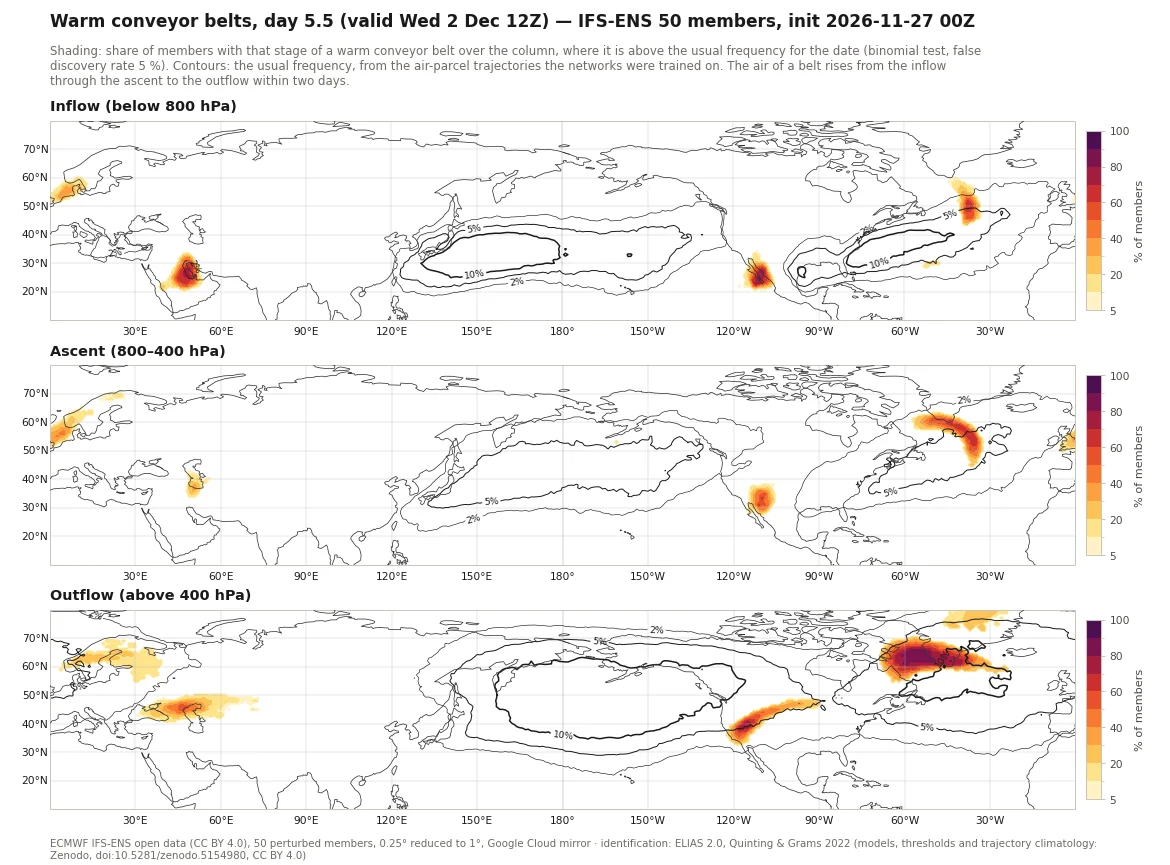 Warm conveyor belts, day 5.5 (valid Wed 2 Dec 12Z) — IFS-ENS 50 members, init 2026-11-27 00Z
Shading: share of members with that stage of a warm conveyor belt over the column, where it is above the usual frequency for the date (binomial test, false
discovery rate 5 %). Contours: the usual frequency, from the air-parcel trajectories the networks were trained on. The air of a belt rises from the inflow
through the ascent to the outflow within two days.
Inflow (below 800 hPa)
70°N
60°N
50°N
40°N
30°N
20°N
5%
10%
2%
2%
5%
2%
10%
30°E 60°E 90°E 120°E 150°E 180° 150°W 120°W 90°W 60°W 30°W
100
80
60
40
20
5
% of members
Ascent (800–400 hPa)
70°N
60°N
50°N
40°N
30°N
20°N
5%
2%
2%
5%
30°E 60°E 90°E 120°E 150°E 180° 150°W 120°W 90°W 60°W 30°W
100
80
60
40
20
5
% of members
Outflow (above 400 hPa)
70°N
60°N
50°N
40°N
30°N
20°N
5%
2%
10%
5%
30°E 60°E 90°E 120°E 150°E 180° 150°W 120°W 90°W 60°W 30°W
100
80
60
40
20
5
% of members
ECMWF IFS-ENS open data (CC BY 4.0), 50 perturbed members, 0.25° reduced to 1°, Google Cloud mirror · identification: ELIAS 2.0, Quinting & Grams 2022 (models, thresholds and trajectory climatology:
Zenodo, doi:10.5281/zenodo.5154980, CC BY 4.0)